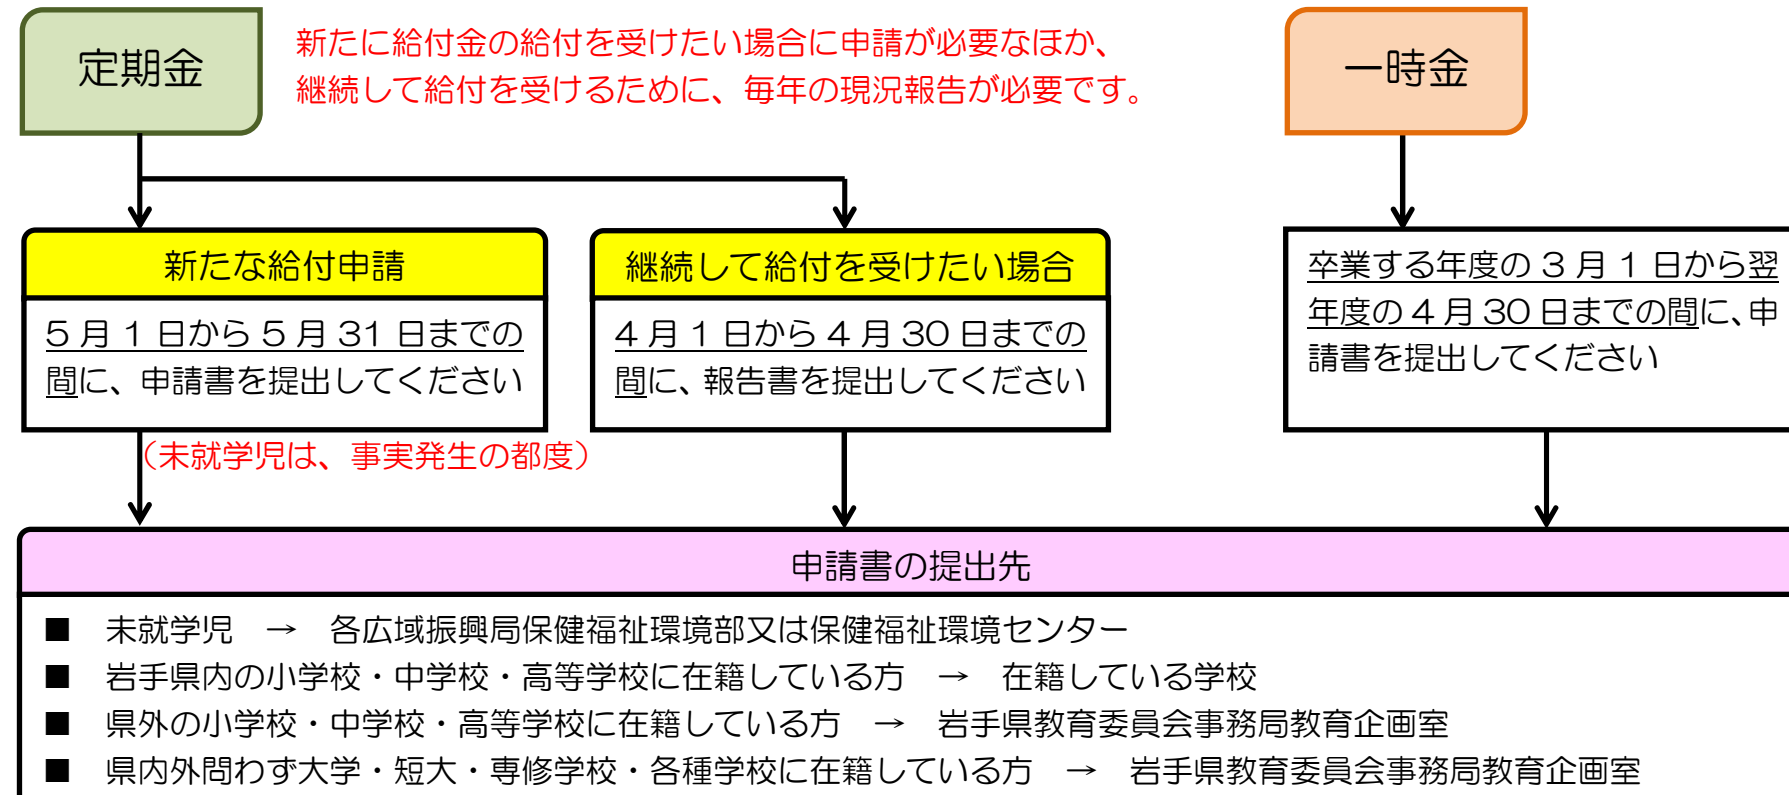 定期金
新たに給付金の給付を受けたい場合に申請が必要なほか、
継続して給付を受けるために、毎年の現況報告が必要です。
一時金
新たな給付申請
5月1日から5月31日までの
間に、申請書を提出してください
(未就学児は、事実発生の都度)
継続して給付を受けたい場合
4月1日から4月30日までの
間に、報告書を提出してください
卒業する年度の3月1日から翌
年度の4月30日までの間に、申
請書を提出してください
申請書の提出先
■ 未就学児 → 各広域振興局保健福祉環境部又は保健福祉環境センター
■ 岩手県内の小学校・中学校・高等学校に在籍している方 → 在籍している学校
■ 県外の小学校・中学校・高等学校に在籍している方 → 岩手県教育委員会事務局教育企画室
■ 県内外問わず大学・短大・専修学校・各種学校に在籍している方 → 岩手県教育委員会事務局教育企画室